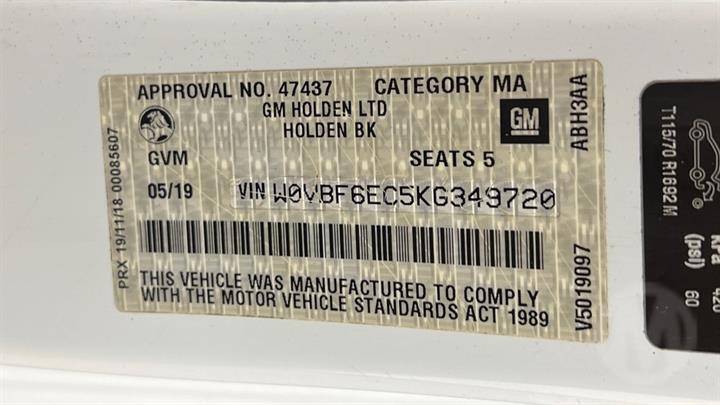 APPROVAL NO. 47437 CATEGORY MA
GM HOLDEN LTD
HOLDEN BK
GM
GVM SEATS 5
05/19 VIN W0VBF6EC5KG349720
THIS VEHICLE WAS MANUFACTURED TO COMPLY
WITH THE MOTOR VEHICLE STANDARDS ACT 1989
PRX 19/11/18 00085607
ABH3AA
V5019097
T115/70 R16 92 M
(psi)
420
60